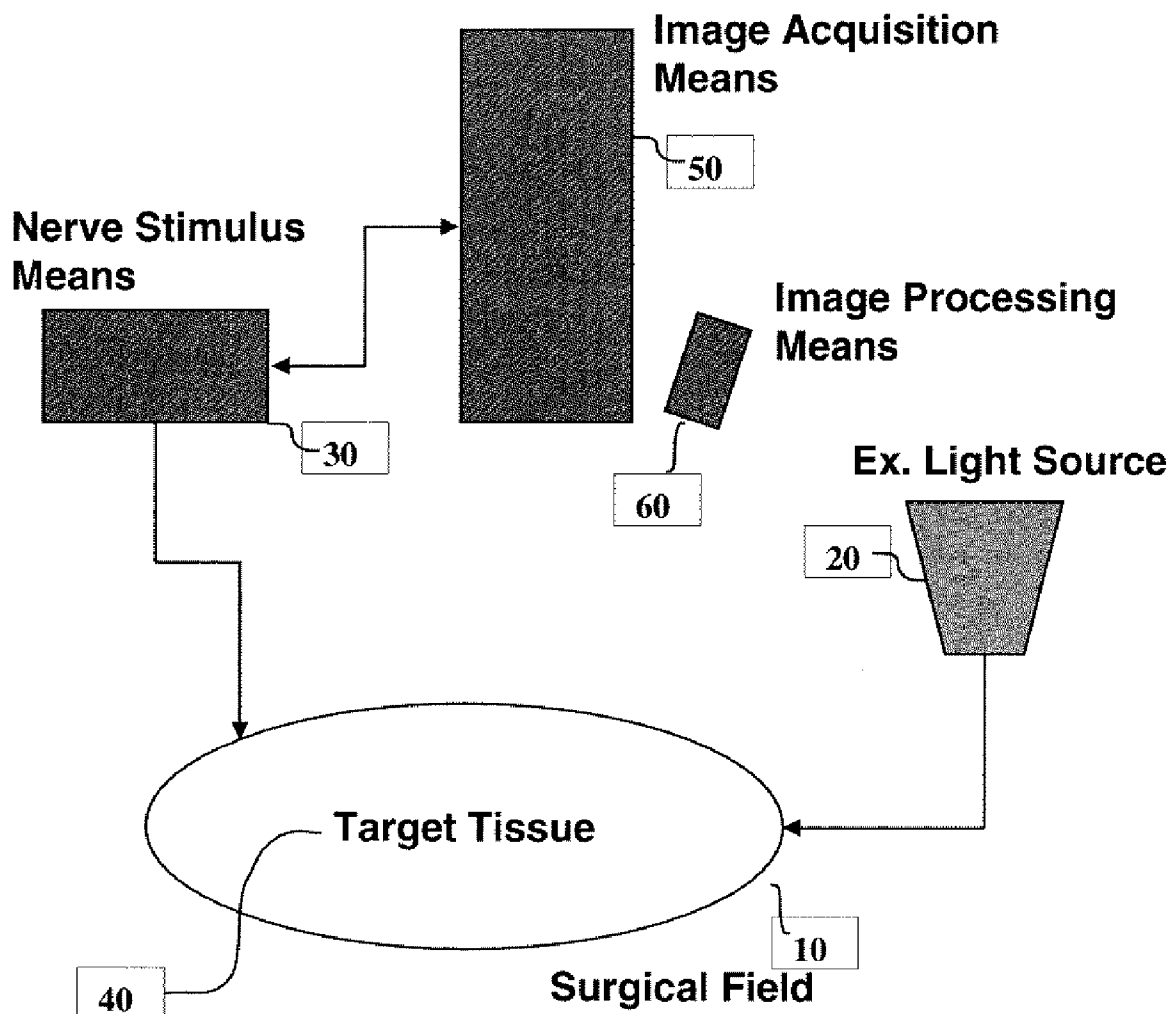 Image Acquisition
Means
50
Nerve Stimulus
Means
Image Processing
Means
30
60
Ex. Light Source
20
Target Tissue
10
Surgical Field
40